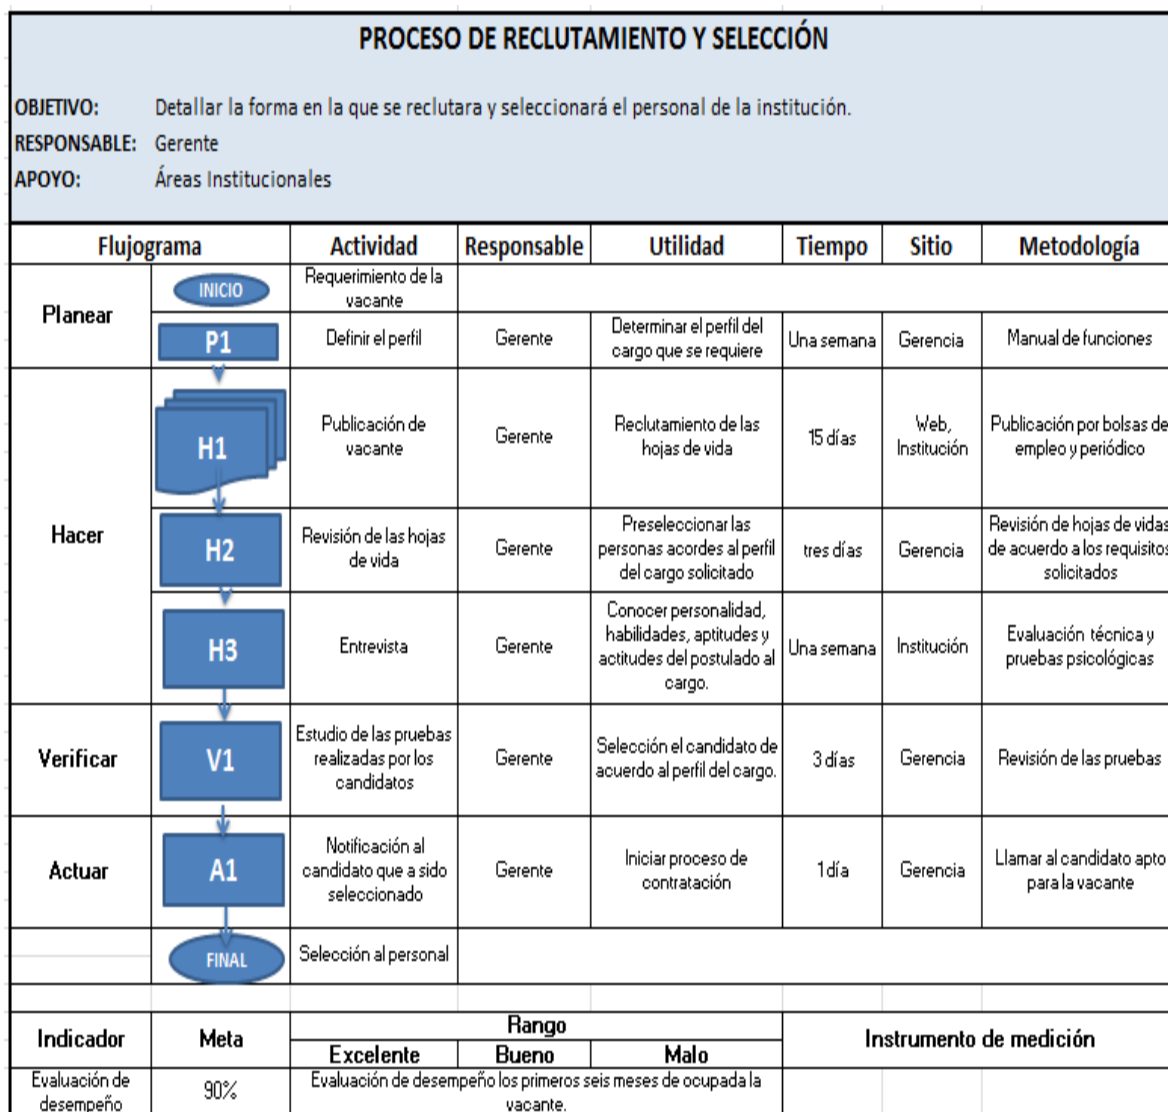 PROCESO DE RECLUTAMIENTO Y SELECCIÓN
OBJETIVO: Detallar la forma en la que se reclutara y seleccionará el personal de la institución.
RESPONSABLE: Gerente
APOYO: Áreas Institucionales
Flujograma Actividad Responsable Utilidad Tiempo Sitio Metodología
Planear
INICIO
Requerimiento de la
vacante
P1
Definir el perfil
Gerente
Determinar el perfil del
cargo que se requiere
Una semana
Gerencia
Manual de funciones
Hacer
H1
Publicación de
vacante
Gerente
Reclutamiento de las
hojas de vida
15 días
Web,
Institución
Publicación por bolsas de
empleo y periódico
H2
Revisión de las hojas
de vida
Gerente
Preseleccionar las
personas acordes al perfil
del cargo solicitado
tres días
Gerencia
Revisión de hojas de vidas
de acuerdo a los requisitos
solicitados
H3
Entrevista
Gerente
Conocer personalidad,
habilidades, aptitudes y
actitudes del postulado al
cargo.
Una semana
Institución
Evaluación técnica y
pruebas psicológicas
Verificar
V1
Estudio de las pruebas
realizadas por los
candidatos
Gerente
Selección el candidato de
acuerdo al perfil del cargo.
3 días
Gerencia
Revisión de las pruebas
Actuar
A1
Notificación al
candidato que a sido
seleccionado
Gerente
Iniciar proceso de
contratación
1 día
Gerencia
Llamar al candidato apto
para la vacante
FINAL
Selección al personal
Indicador Meta Rango Instrumento de medición
Excelente Bueno Malo
Evaluación de
desempeño
90%
Evaluación de desempeño los primeros seis meses de ocupada la
vacante.